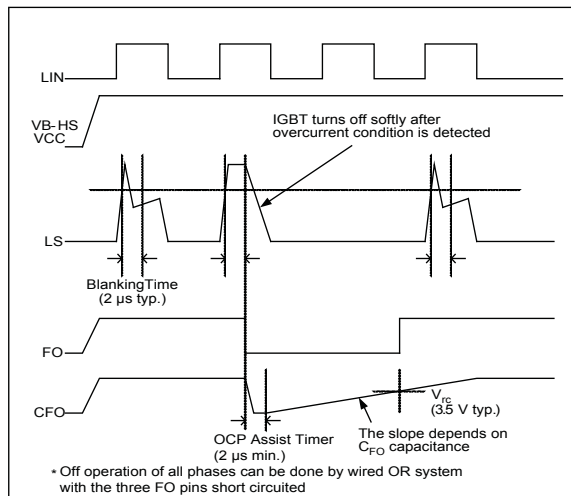 LIN
VB-HS
VCC
IGBT turns off softly after
overcurrent condition is detected
LS
BlankingTime
(2 µs typ.)
FO
CFO
Vrc
(3.5 V typ.)
OCP Assist Timer
(2 µs min.)
The slope depends on
CFO capacitance
* Off operation of all phases can be done by wired OR system
with the three FO pins short circuited